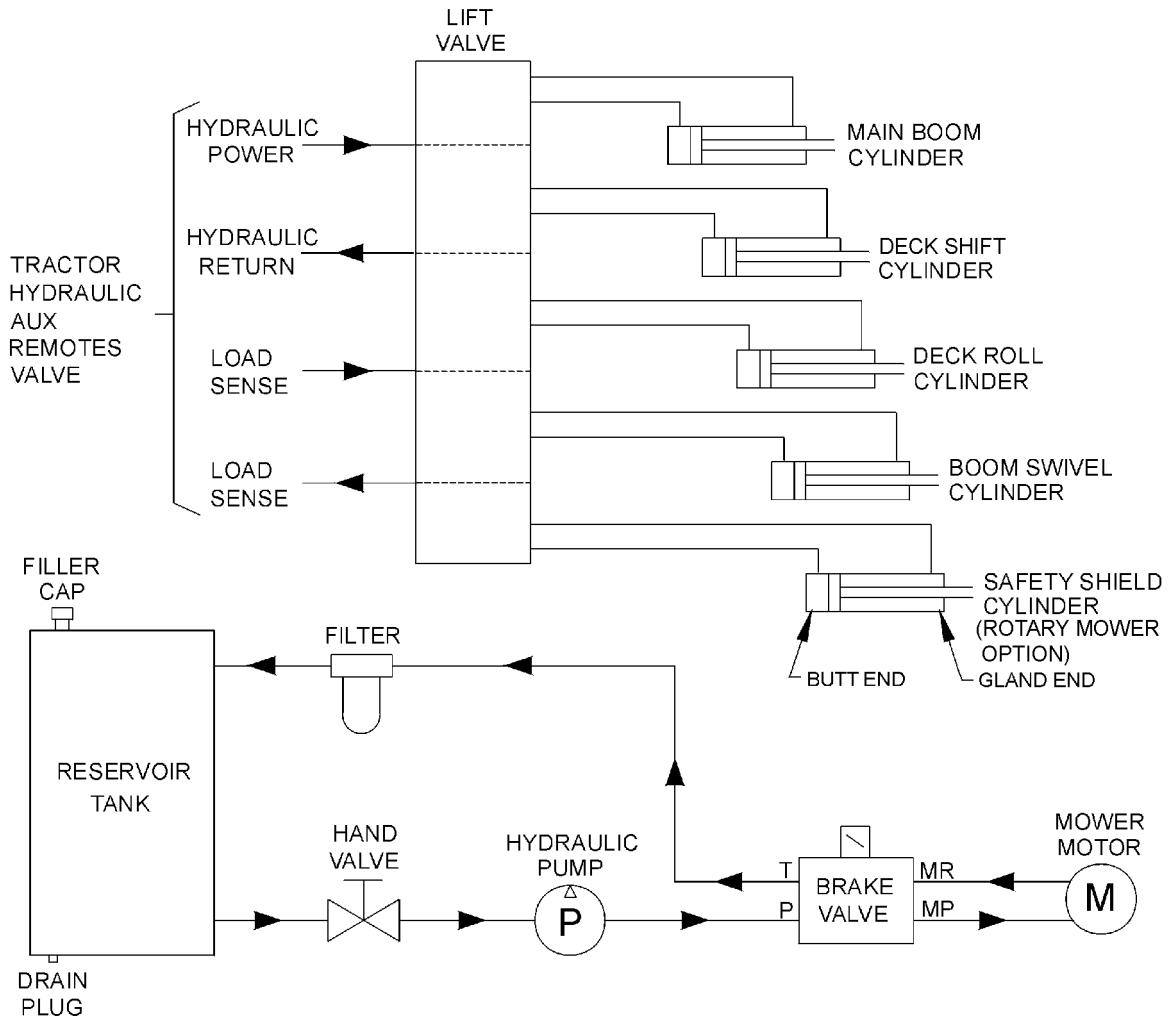 LIFT
VALVE
HYDRAULIC
POWER
HYDRAULIC
RETURN
LOAD
SENSE
LOAD
SENSE
TRACTOR
HYDRAULIC
AUX
REMOTES
VALVE
MAIN BOOM
CYLINDER
DECK SHIFT
CYLINDER
DECK ROLL
CYLINDER
BOOM SWIVEL
CYLINDER
SAFETY SHIELD
CYLINDER
(ROTARY MOWER
OPTION)
BUTT END
GLAND END
FILLER
CAP
FILTER
RESERVOIR
TANK
DRAIN
PLUG
HAND
VALVE
HYDRAULIC
PUMP
P
T
P
BRAKE
VALVE
MR
MP
MOWER
MOTOR
M